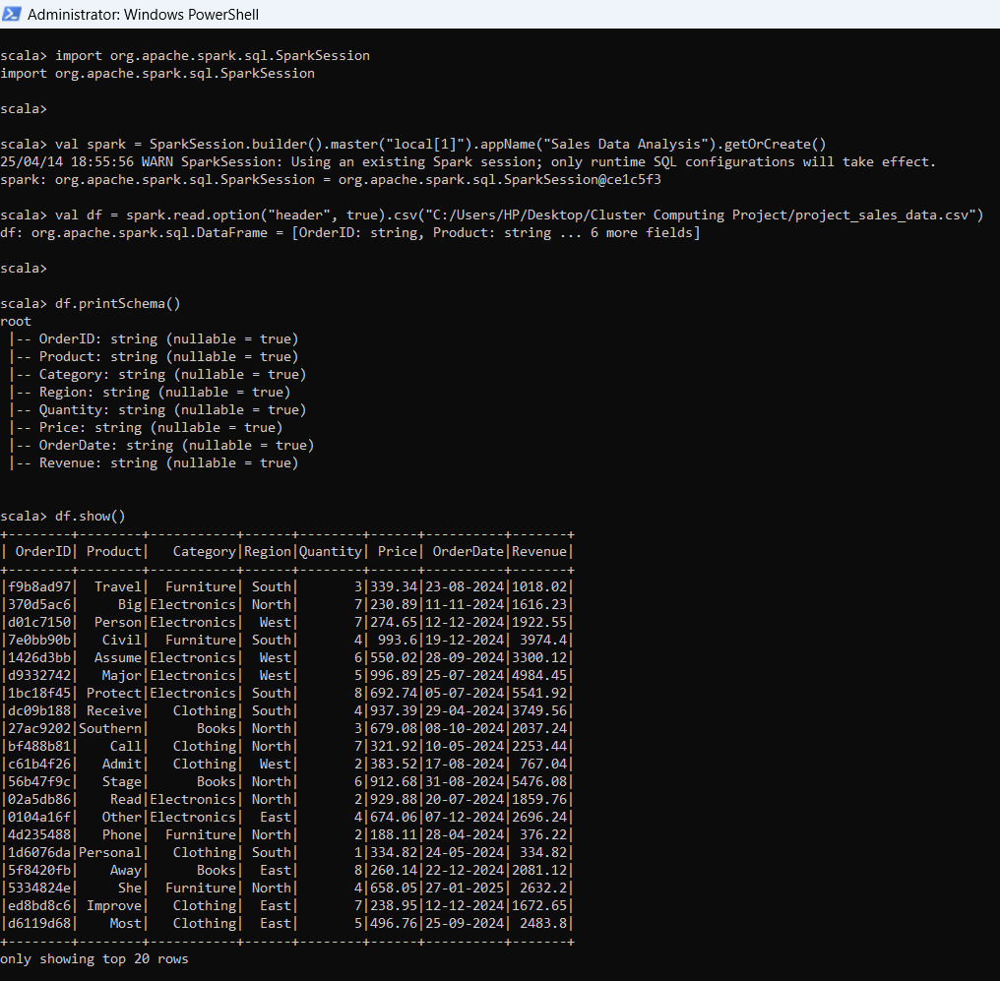 Administrator: Windows PowerShell
scala> import org.apache.spark.sql.SparkSession
import org.apache.spark.sql.SparkSession
scala>
scala> val spark = SparkSession.builder().master("local[1]").appName("Sales Data Analysis").getOrCreate()
25/04/14 18:55:56 WARN SparkSession: Using an existing Spark session; only runtime SQL configurations will take effect.
spark: org.apache.spark.sql.SparkSession = org.apache.spark.sql.SparkSession@ce1c5f3
scala> val df = spark.read.option("header", true).csv("C:/Users/HP/Desktop/Cluster Computing Project/project_sales_data.csv")
df: org.apache.spark.sql.DataFrame = [OrderID: string, Product: string ... 6 more fields]
scala>
scala> df.printSchema()
root
 |-- OrderID: string (nullable = true)
 |-- Product: string (nullable = true)
 |-- Category: string (nullable = true)
 |-- Region: string (nullable = true)
 |-- Quantity: string (nullable = true)
 |-- Price: string (nullable = true)
 |-- OrderDate: string (nullable = true)
 |-- Revenue: string (nullable = true)
scala> df.show()
+--------+--------+-----------+------+--------+------+----------+-------+
| OrderID| Product|   Category|Region|Quantity| Price| OrderDate|Revenue|
+--------+--------+-----------+------+--------+------+----------+-------+
|f9b8ad97|  Travel|  Furniture| South|       3|339.34|23-08-2024|1018.02|
|370d5ac6|     Big|Electronics| North|       7|230.89|11-11-2024|1616.23|
|d01c7150|  Person|Electronics|  West|       7|274.65|12-12-2024|1922.55|
|7e0bb90b|   Civil|  Furniture| South|       4| 993.6|19-12-2024| 3974.4|
|1426d3bb|  Assume|Electronics|  West|       6|550.02|28-09-2024|3300.12|
|d9332742|   Major|Electronics|  West|       5|996.89|25-07-2024|4984.45|
|1bc18f45| Protect|Electronics| South|       8|692.74|05-07-2024|5541.92|
|dc09b188| Receive|   Clothing| South|       4|937.39|29-04-2024|3749.56|
|27ac9202|Southern|      Books| North|       3|679.08|08-10-2024|2037.24|
|bf488b81|    Call|   Clothing| North|       7|321.92|10-05-2024|2253.44|
|c61b4f26|   Admit|   Clothing|  West|       2|383.52|17-08-2024| 767.04|
|56b47f9c|   Stage|      Books| North|       6|912.68|31-08-2024|5476.08|
|02a5db86|    Read|Electronics| North|       2|929.88|20-07-2024|1859.76|
|0104a16f|   Other|Electronics|  East|       4|674.06|07-12-2024|2696.24|
|4d235488|   Phone|  Furniture| North|       2|188.11|28-04-2024| 376.22|
|1d6076da|Personal|   Clothing| South|       1|334.82|24-05-2024| 334.82|
|5f8420fb|    Away|      Books|  East|       8|260.14|22-12-2024|2081.12|
|5334824e|     She|  Furniture| North|       4|658.05|27-01-2025| 2632.2|
|ed8bd8c6| Improve|   Clothing|  East|       7|238.95|12-12-2024|1672.65|
|d6119d68|    Most|   Clothing|  East|       5|496.76|25-09-2024| 2483.8|
+--------+--------+-----------+------+--------+------+----------+-------+
only showing top 20 rows